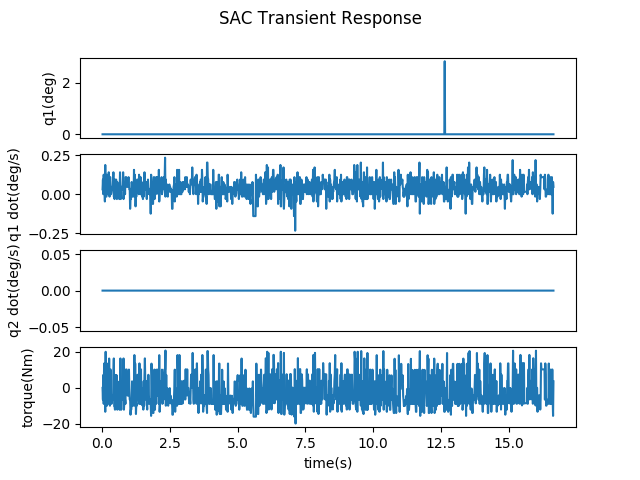 SAC Transient Response
q1(deg)
2
0
q1 dot(deg/s)
0.25
0.00
−0.25
q2 dot(deg/s)
0.05
0.00
−0.05
torque(Nm)
20
0
−20
0.0 2.5 5.0 7.5 10.0 12.5 15.0
time(s)